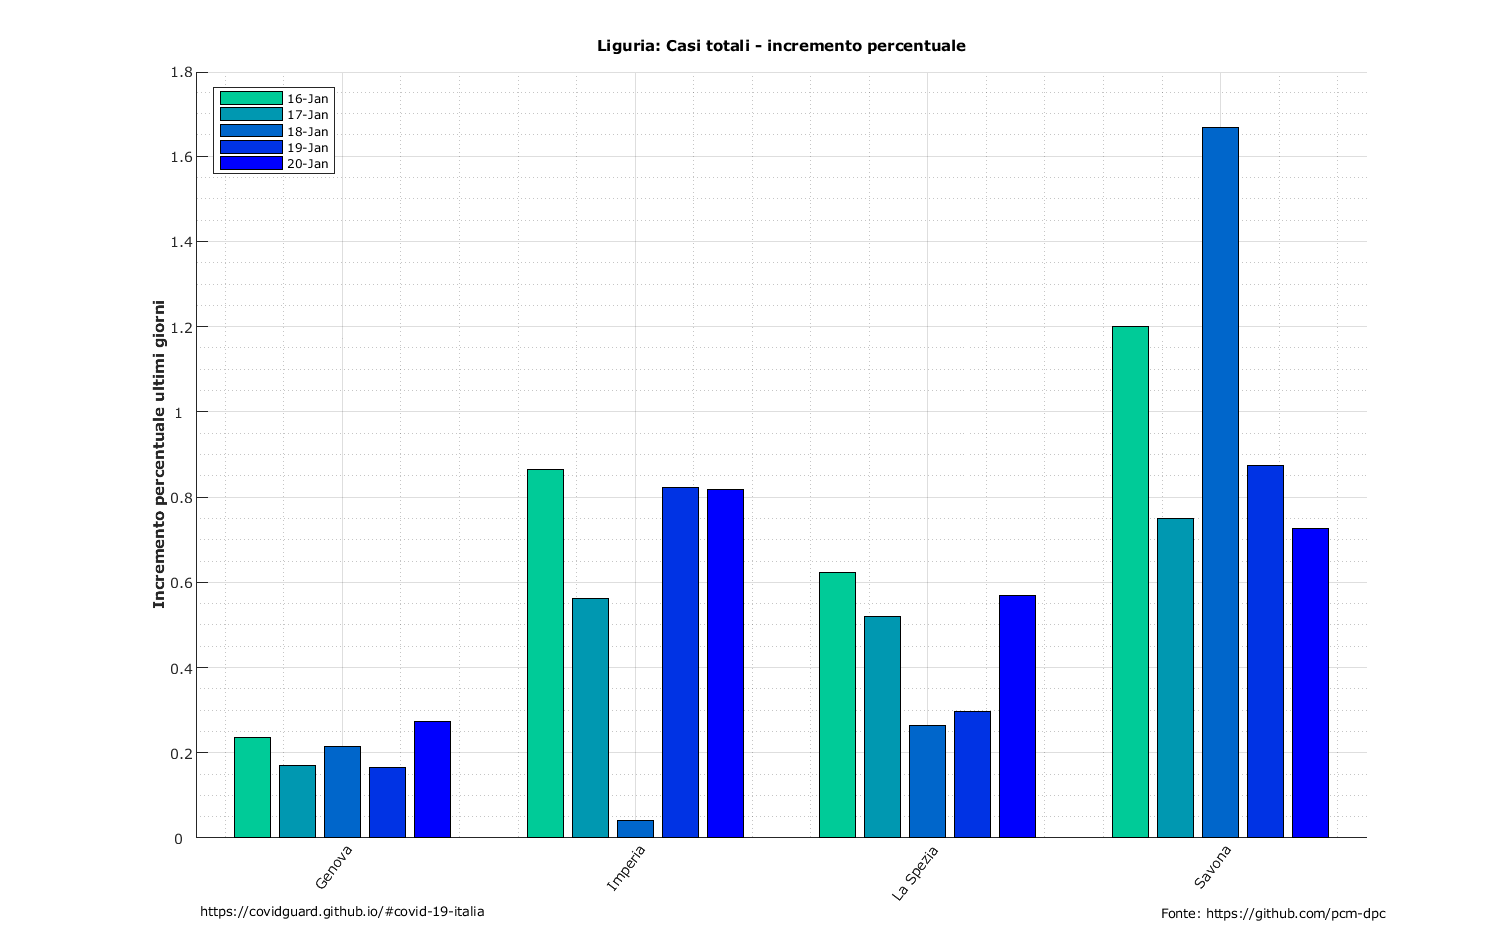 Liguria: Casi totali - incremento percentuale
16-Jan
17-Jan
18-Jan
19-Jan
20-Jan
Incremento percentuale ultimi giorni
1.8
1.6
1.4
1.2
1
0.8
0.6
0.4
0.2
0
Genova
Imperia
La Spezia
Savona
https://covidguard.github.io/#covid-19-italia
Fonte: https://github.com/pcm-dpc